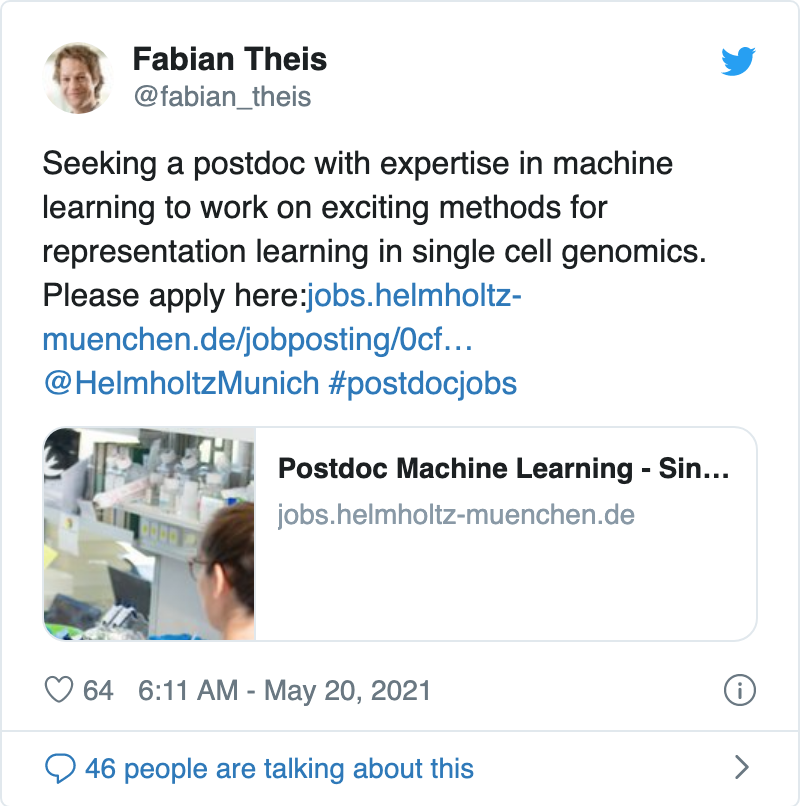 Fabian Theis
@fabian_theis
Seeking a postdoc with expertise in machine
learning to work on exciting methods for
representation learning in single cell genomics.
Please apply here:jobs.helmholtz-
muenchen.de/jobposting/0cf…
@HelmholtzMunich #postdocjobs
Postdoc Machine Learning - Sin…
jobs.helmholtz-muenchen.de
64 6:11 AM - May 20, 2021
46 people are talking about this